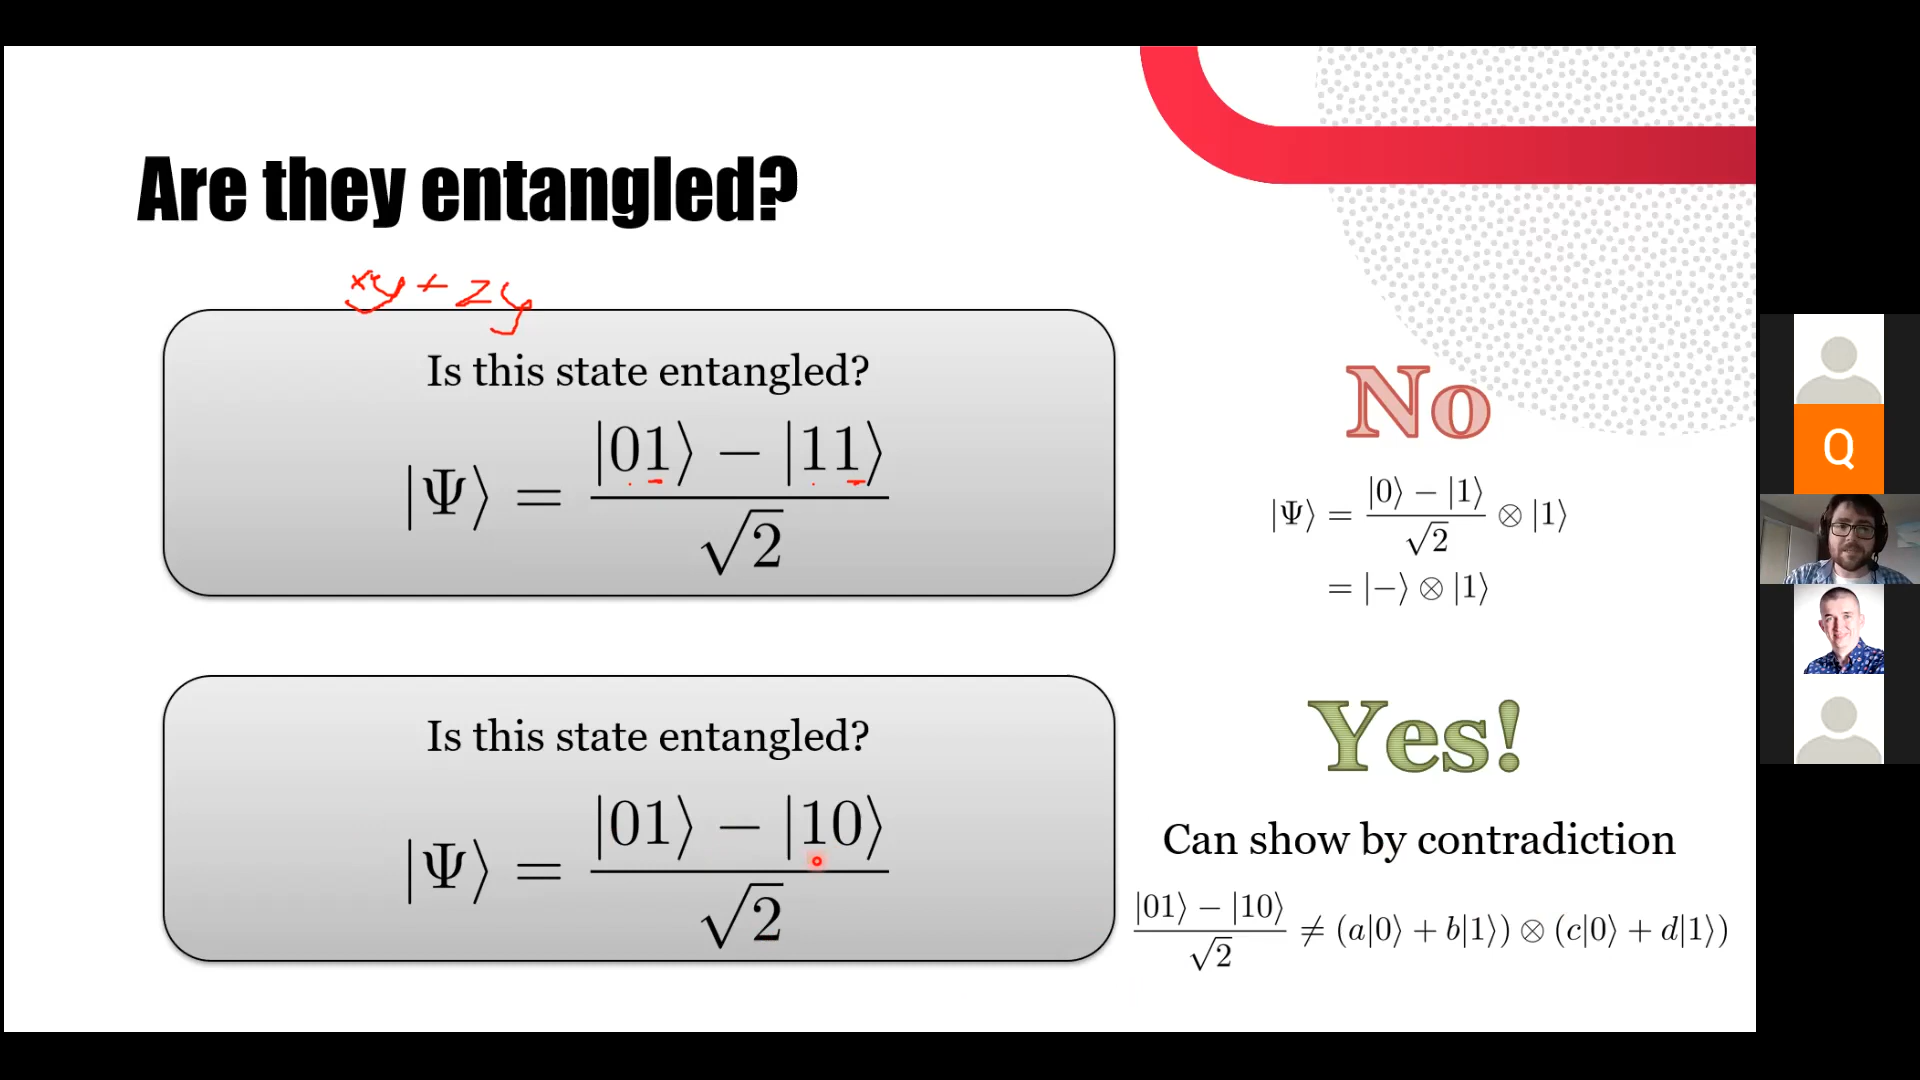 Are they entangled?
xy + zy
Is this state entangled?
|Ψ⟩ = (|01⟩ − |11⟩)/√2
No
|Ψ⟩ = (|0⟩ − |1⟩)/√2 ⊗ |1⟩
= |−⟩ ⊗ |1⟩
Q
Is this state entangled?
|Ψ⟩ = (|01⟩ − |10⟩)/√2
Yes!
Can show by contradiction
(|01⟩ − |10⟩)/√2 ≠ (a|0⟩ + b|1⟩) ⊗ (c|0⟩ + d|1⟩)